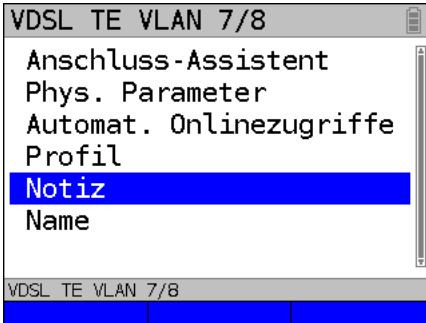 VDSL TE VLAN 7/8
Anschluss-Assistent
Phys. Parameter
Automat. Onlinezugriffe
Profil
Notiz
Name
VDSL TE VLAN 7/8